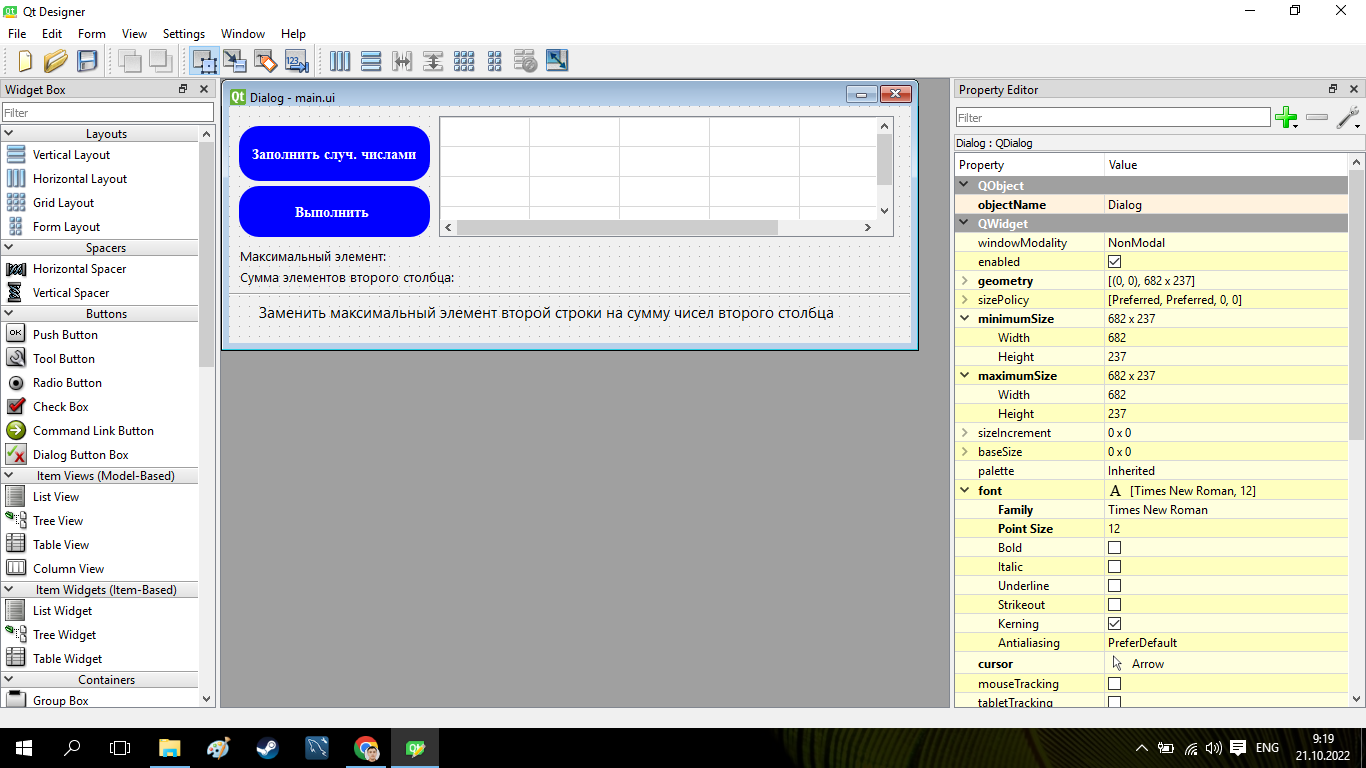 Qt Designer
File Edit Form View Settings Window Help
Widget Box
Filter
Layouts
Vertical Layout
Horizontal Layout
Grid Layout
Form Layout
Spacers
Horizontal Spacer
Vertical Spacer
Buttons
OK Push Button
Tool Button
Radio Button
Check Box
Command Link Button
Dialog Button Box
Item Views (Model-Based)
List View
Tree View
Table View
Column View
Item Widgets (Item-Based)
List Widget
Tree Widget
Table Widget
Containers
Group Box
Qt Dialog - main.ui
Заполнить случ. числами
Выполнить
Максимальный элемент:
Сумма элементов второго столбца:
Заменить максимальный элемент второй строки на сумму чисел второго столбца
Property Editor
Filter
Dialog : QDialog
Property Value
QObject
objectName Dialog
QWidget
windowModality NonModal
enabled
geometry [(0, 0), 682 x 237]
sizePolicy [Preferred, Preferred, 0, 0]
minimumSize 682 x 237
Width 682
Height 237
maximumSize 682 x 237
Width 682
Height 237
sizeIncrement 0 x 0
baseSize 0 x 0
palette Inherited
font A [Times New Roman, 12]
Family Times New Roman
Point Size 12
Bold
Italic
Underline
Strikeout
Kerning
Antialiasing PreferDefault
cursor Arrow
mouseTracking
tabletTracking
ENG
9:19
21.10.2022